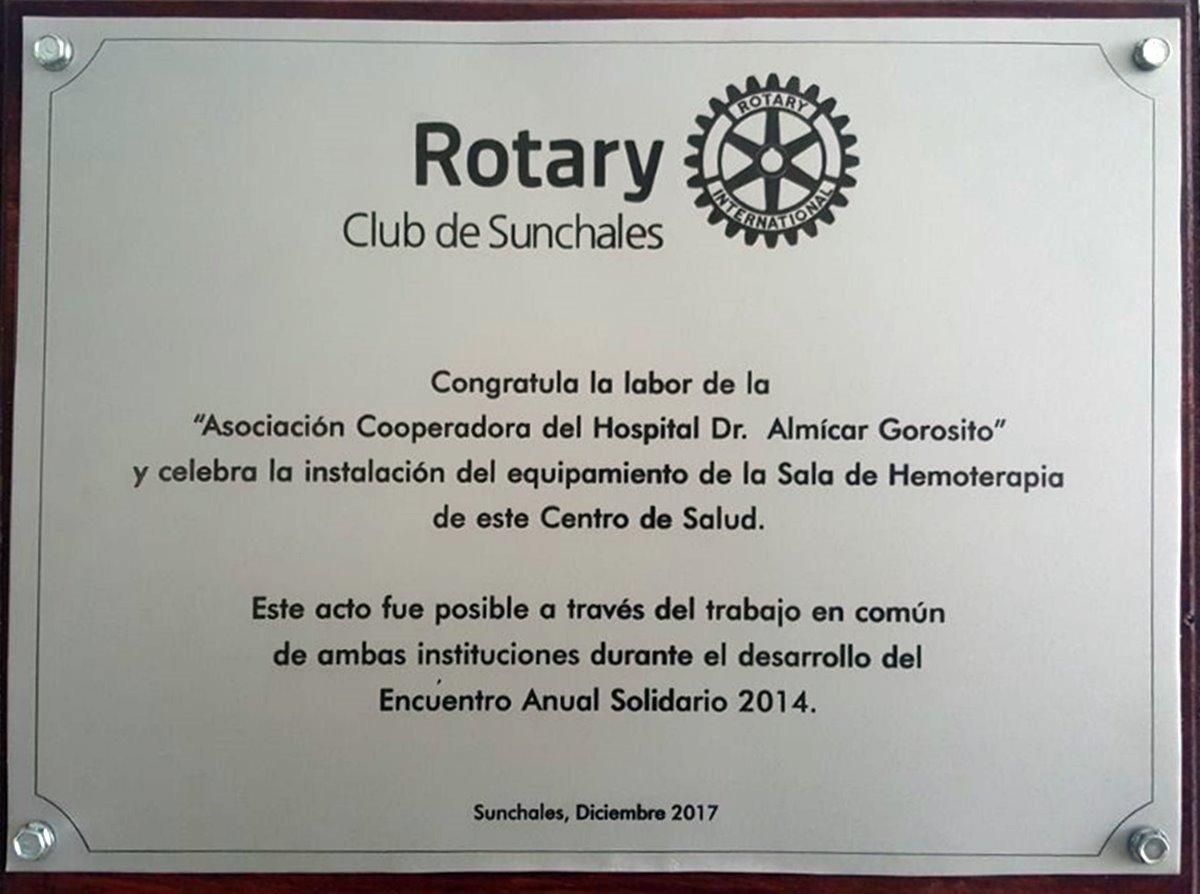 Rotary
Club de Sunchales
ROTARY
INTERNATIONAL
Congratula la labor de la
“Asociación Cooperadora del Hospital Dr.  Almícar Gorosito”
y celebra la instalación del equipamiento de la Sala de Hemoterapia
de este Centro de Salud.
Este acto fue posible a través del trabajo en común
de ambas instituciones durante el desarrollo del
Encuentro Anual Solidario 2014.
Sunchales, Diciembre 2017